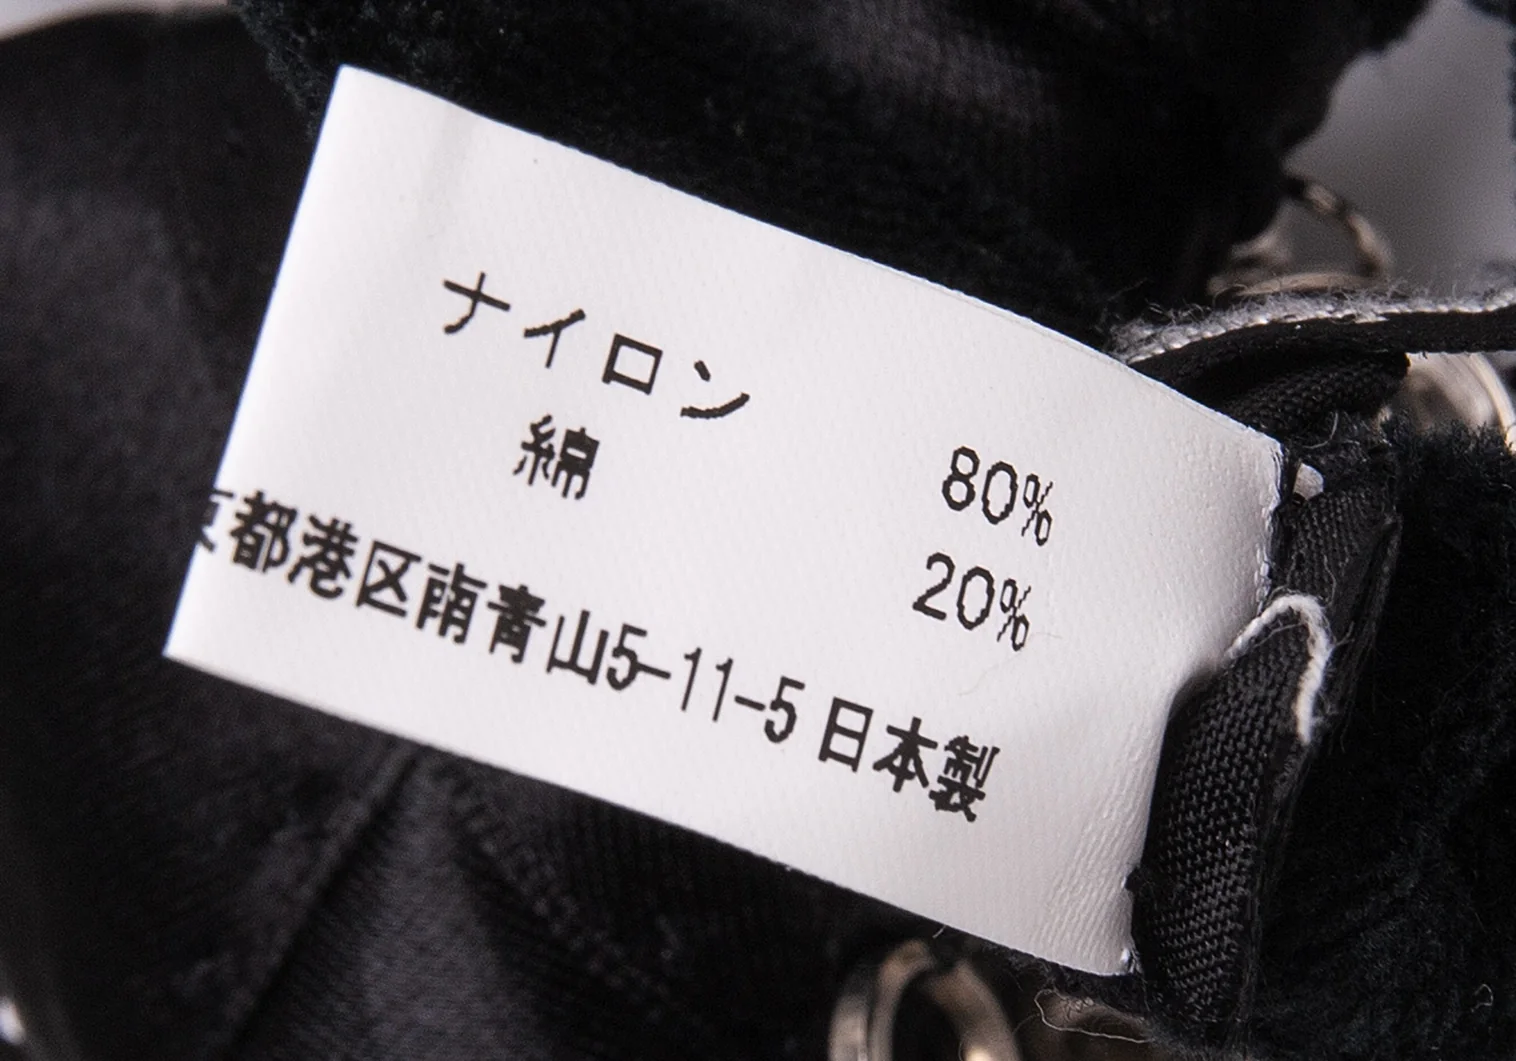 ナイロン 80%
綿 20%
京都港区南青山5-11-5 日本製